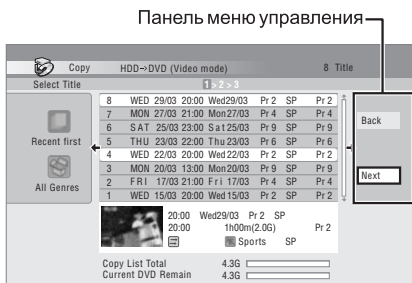 Панель меню управления
Copy HDD->DVD (Video mode) 8 Title
Select Title 1 > 2 > 3
8 WED 29/03 20:00 Wed29/03 Pr 2 SP Pr 2
7 MON 27/03 21:00 Mon27/03 Pr 4 SP Pr 4
6 SAT 25/03 23:00 Sat25/03 Pr 9 SP Pr 9
5 THU 23/03 22:00 Thu23/03 Pr 6 SP Pr 6
4 WED 22/03 20:00 Wed22/03 Pr 2 SP Pr 2
3 MON 20/03 13:00 Mon20/03 Pr 9 SP Pr 9
2 FRI 17/03 21:00 Fri 17/03 Pr 4 SP Pr 4
1 WED 15/03 20:00 Wed15/03 Pr 2 SP Pr 2
Recent first
All Genres
Back
Next
20:00 Wed29/03 Pr 2 SP
20:00 1h00m(2.0G) Pr 2
Sports SP
Copy List Total 4.3G
Current DVD Remain 4.3G